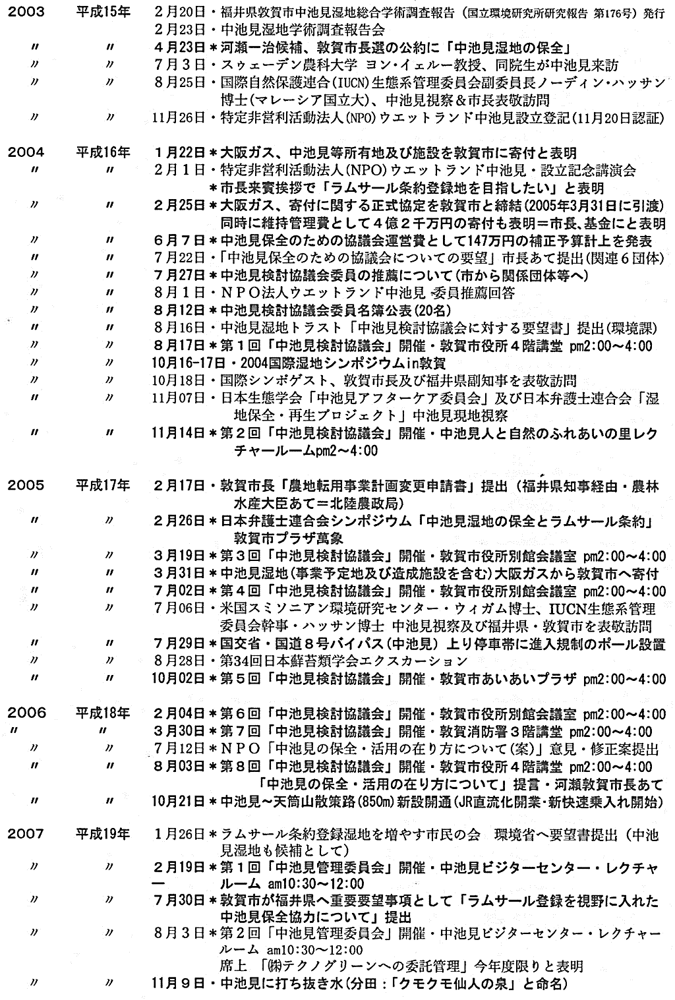 2003 平成15年 2月20日・福井県敦賀市中池見湿地総合学術調査報告（国立環境研究所研究報告 第176号）発行
2月23日・中池見湿地学術調査報告会
〃 〃 4月23日＊河瀬一治候補、敦賀市長選の公約に「中池見湿地の保全」
〃 〃 7月3日・スウェーデン農科大学 ヨン・イェルー教授、同院生が中池見来訪
〃 〃 8月25日・国際自然保護連合(IUCN)生態系管理委員会副委員長ノーディン・ハッサン
博士(マレーシア国立大)、中池見視察＆市長表敬訪問
〃 〃 11月26日・特定非営利活動法人(NPO)ウエットランド中池見設立登記(11月20日認証)
2004 平成16年 1月22日＊大阪ガス、中池見等所有地及び施設を敦賀市に寄付と表明
〃 〃 2月1日・特定非営利活動法人(NPO)ウエットランド中池見・設立記念講演会
＊市長来賓挨拶で「ラムサール条約登録地を目指したい」と表明
〃 〃 2月25日＊大阪ガス、寄付に関する正式協定を敦賀市と締結(2005年3月31日に引渡)
同時に維持管理費として4億2千万円の寄付も表明＝市長、基金にと表明
〃 〃 6月7日＊中池見保全のための協議会運営費として147万円の補正予算計上を発表
〃 〃 7月22日・「中池見保全のための協議会についての要望」市長あて提出(関連6団体)
〃 〃 7月27日＊中池見検討協議会委員の推薦について(市から関係団体等へ)
〃 〃 8月1日・NPO法人ウエットランド中池見 委員推薦回答
〃 〃 8月12日＊中池見検討協議会委員名簿公表(20名)
〃 〃 8月16日・中池見湿地トラスト「中池見検討協議会に対する要望書」提出(環境課)
〃 〃 8月17日＊第1回「中池見検討協議会」開催・敦賀市役所4階講堂 pm2:00～4:00
〃 〃 10月16-17日・2004国際湿地シンポジウムin敦賀
〃 〃 10月18日・国際シンポゲスト、敦賀市長及び福井県副知事を表敬訪問
〃 〃 11月07日・日本生態学会「中池見アフターケア委員会」及び日本弁護士連合会「湿
地保全・再生プロジェクト」中池見現地視察
〃 〃 11月14日＊第2回「中池見検討協議会」開催・中池見人と自然のふれあいの里レク
チャールームpm2～4:00
2005 平成17年 2月17日・敦賀市長「農地転用事業計画変更申請書」提出（福井県知事経由・農林
水産大臣あて＝北陸農政局)
〃 〃 2月26日＊日本弁護士連合会シンポジウム「中池見湿地の保全とラムサール条約」
敦賀市プラザ萬象
〃 〃 3月19日＊第3回「中池見検討協議会」開催・敦賀市役所別館会議室 pm2:00～4:00
〃 〃 3月31日＊中池見湿地(事業予定地及び造成施設を含む)大阪ガスから敦賀市へ寄付
〃 〃 7月02日＊第4回「中池見検討協議会」開催・敦賀市役所別館会議室 pm2:00～4:00
〃 〃 7月06日・米国スミソニアン環境研究センター・ウィガム博士、IUCN生態系管理
委員会幹事・ハッサン博士 中池見視察及び福井県・敦賀市を表敬訪問
〃 〃 7月29日＊国交省・国道8号バイパス(中池見) 上り停車帯に進入規制のポール設置
〃 〃 8月28日・第34回日本蘚苔類学会エクスカーション
〃 〃 10月02日＊第5回「中池見検討協議会」開催・敦賀市あいあいプラザ pm2:00～4:00
2006 平成18年 2月04日＊第6回「中池見検討協議会」開催・敦賀市役所別館会議室 pm2:00～4:00
〃 〃 3月30日＊第7回「中池見検討協議会」開催・敦賀消防署3階講堂 pm2:00～4:00
〃 〃 7月12日＊NPO「中池見の保全・活用の在り方について(案)」意見・修正案提出
〃 〃 8月03日＊第8回「中池見検討協議会」開催・敦賀市役所4階講堂 pm2:00～4:00
「中池見の保全・活用の在り方について」提言・河瀬敦賀市長あて
〃 〃 10月21日＊中池見～天筒山散策路(850m)新設開通(JR直流化開業・新快速乗入れ開始)
2007 平成19年 1月26日＊ラムサール条約登録湿地を増やす市民の会 環境省へ要望書提出（中池
見湿地も候補として)
〃 〃 2月19日＊第1回「中池見管理委員会」開催・中池見ビジターセンター・レクチャ
ー ルーム am10:30～12:00
〃 〃 7月30日＊敦賀市が福井県へ重要要望事項として「ラムサール登録を視野に入れた
中池見保全協力について」提出
〃 〃 8月3日＊第2回「中池見管理委員会」開催・中池見ビジターセンター・レクチャー
ルーム am10:30～12:00
席上 「㈱テクノグリーンへの委託管理」今年度限りと表明
〃 〃 11月9日・中池見に打ち抜き水(分田：「クモクモ仙人の泉」と命名)